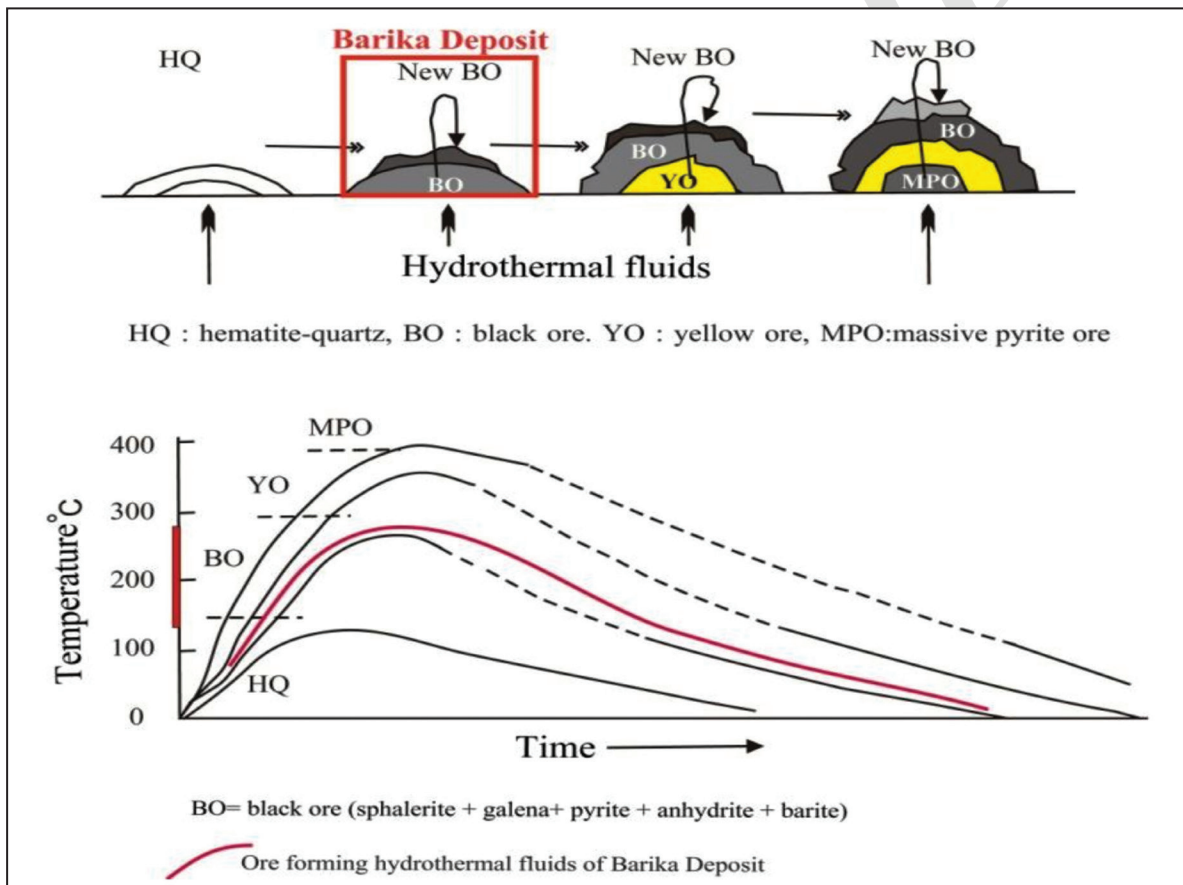 Barika Deposit
HQ
New BO
New BO
New BO
BO
BO
YO
BO
MPO
Hydrothermal fluids
HQ : hematite-quartz, BO : black ore. YO : yellow ore, MPO:massive pyrite ore
Temperature°C
400
300
200
100
0
MPO
YO
BO
HQ
Time
BO= black ore (sphalerite + galena+ pyrite + anhydrite + barite)
Ore forming hydrothermal fluids of Barika Deposit